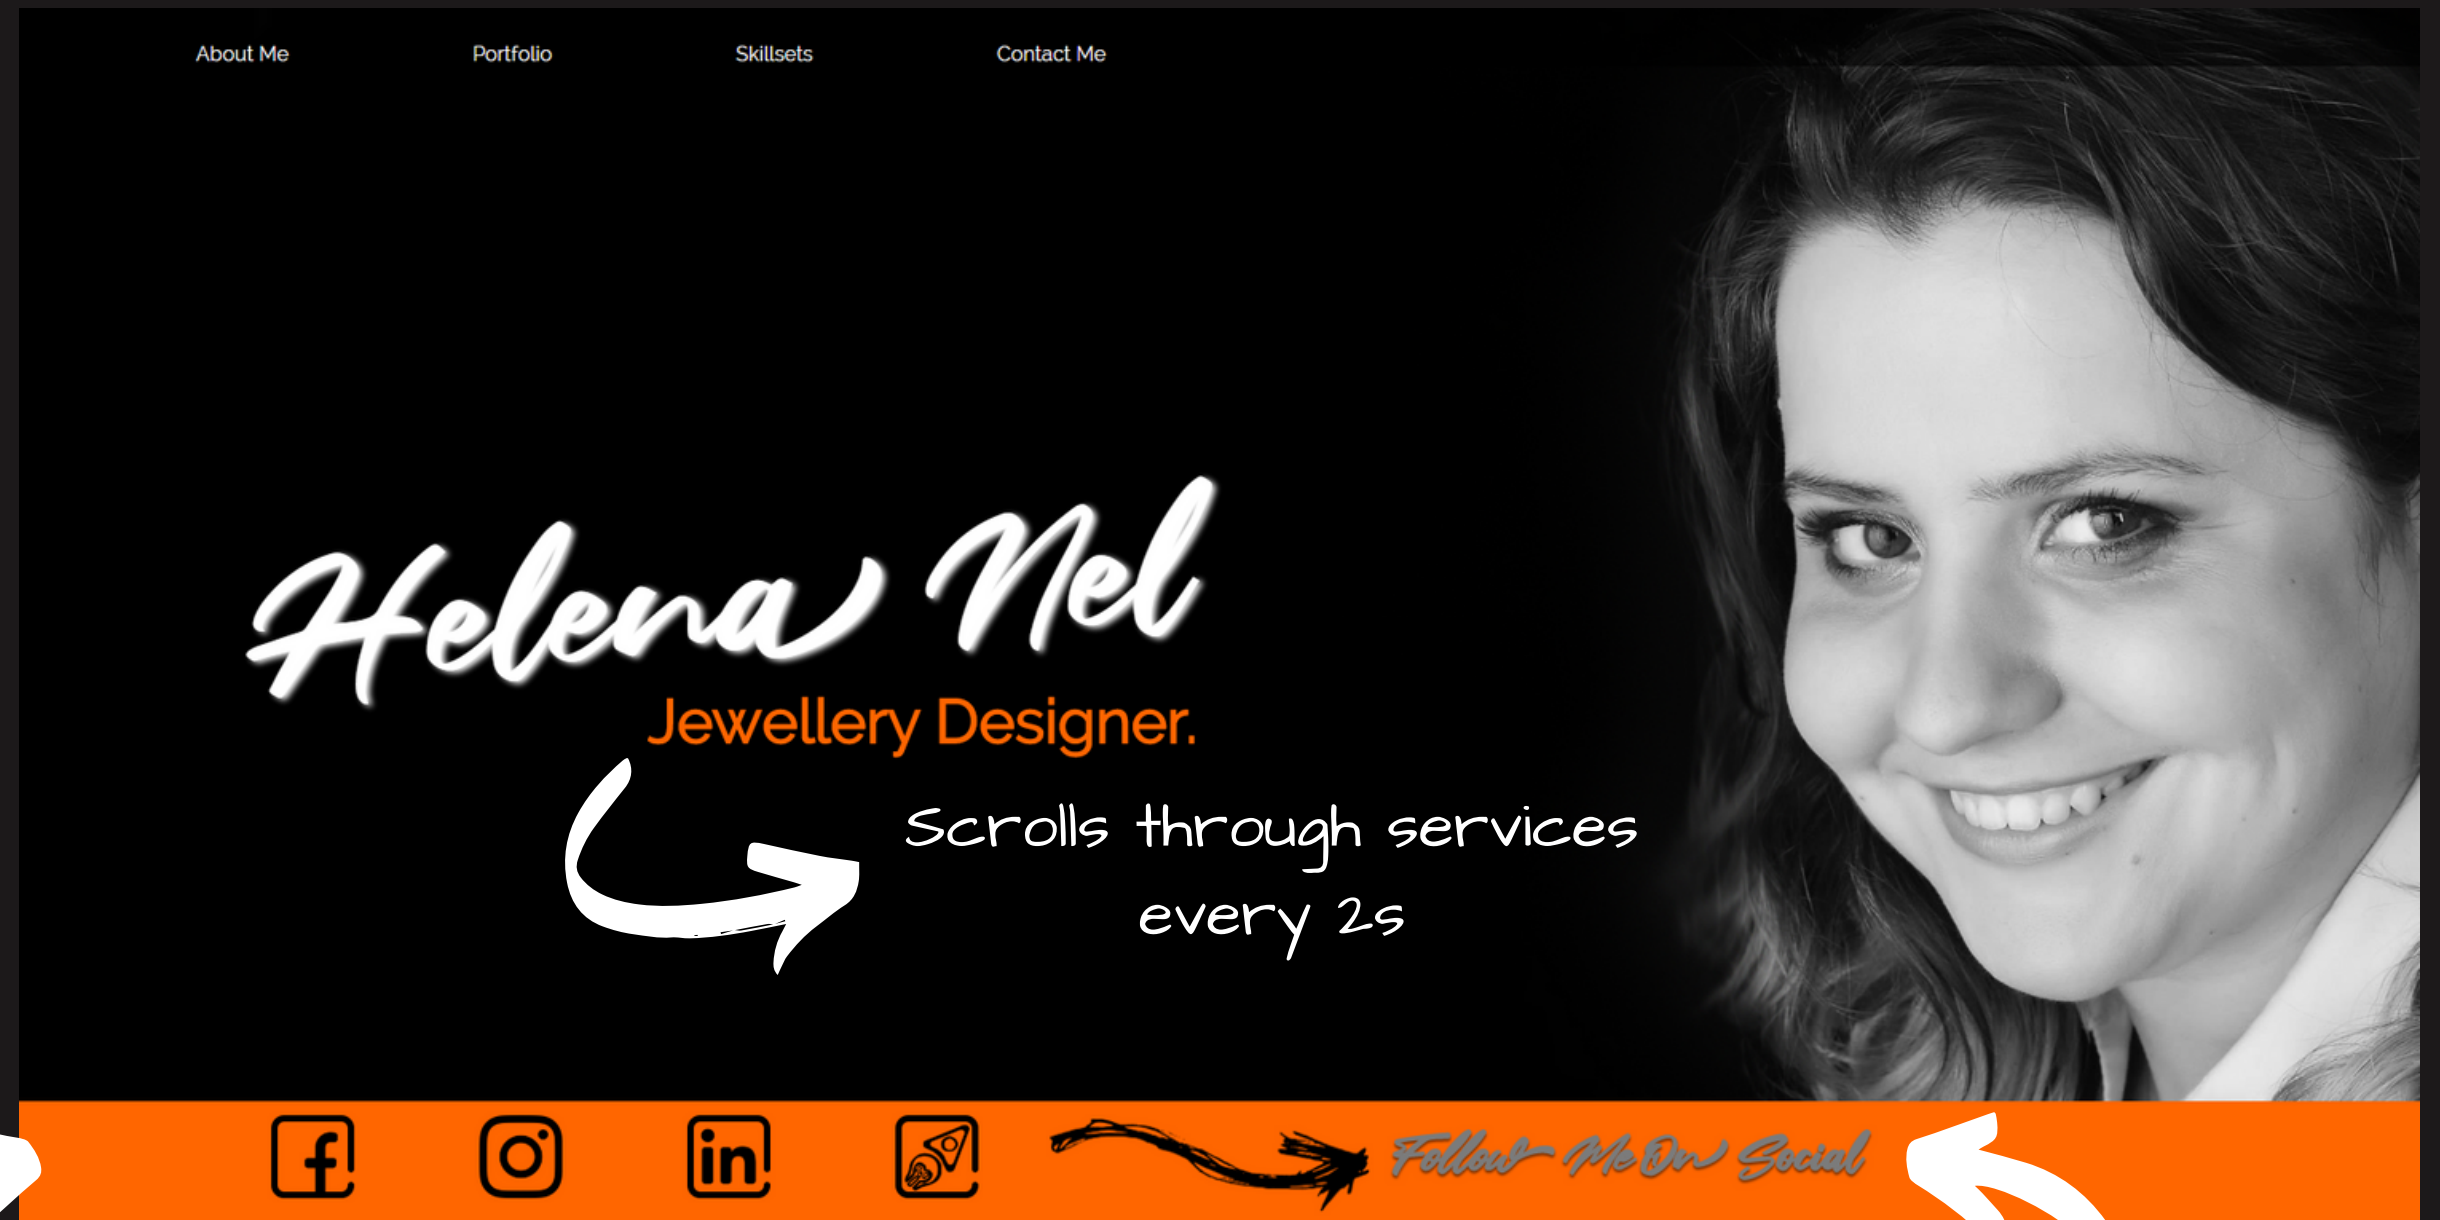 About Me Portfolio Skillsets Contact Me
Helena Nel
Jewellery Designer.
Scrolls through services
every 2s
Follow Me On Social